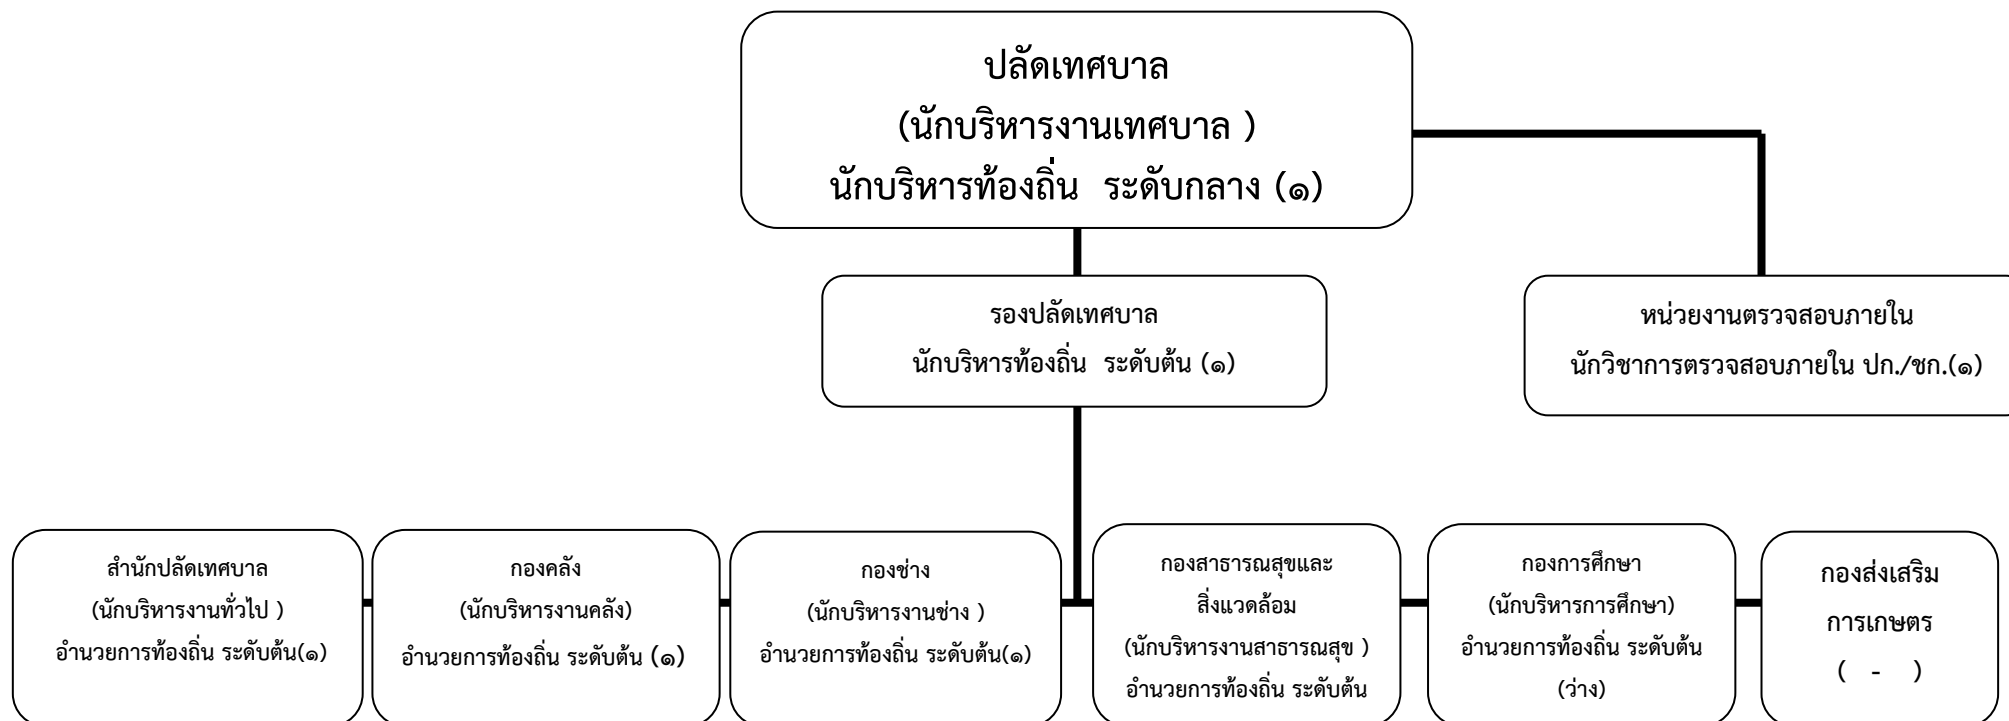 ปลัดเทศบาล
(นักบริหารงานเทศบาล )
นักบริหารท้องถิ่น  ระดับกลาง (๑)
รองปลัดเทศบาล
นักบริหารท้องถิ่น  ระดับต้น (๑)
หน่วยงานตรวจสอบภายใน
นักวิชาการตรวจสอบภายใน ปก./ชก.(๑)
สำนักปลัดเทศบาล
(นักบริหารงานทั่วไป )
อำนวยการท้องถิ่น ระดับต้น(๑)
กองคลัง
(นักบริหารงานคลัง)
อำนวยการท้องถิ่น ระดับต้น (๑)
กองช่าง
(นักบริหารงานช่าง )
อำนวยการท้องถิ่น ระดับต้น(๑)
กองสาธารณสุขและ
สิ่งแวดล้อม
(นักบริหารงานสาธารณสุข )
อำนวยการท้องถิ่น ระดับต้น
กองการศึกษา
(นักบริหารการศึกษา)
อำนวยการท้องถิ่น ระดับต้น
(ว่าง)
กองส่งเสริม
การเกษตร
( - )